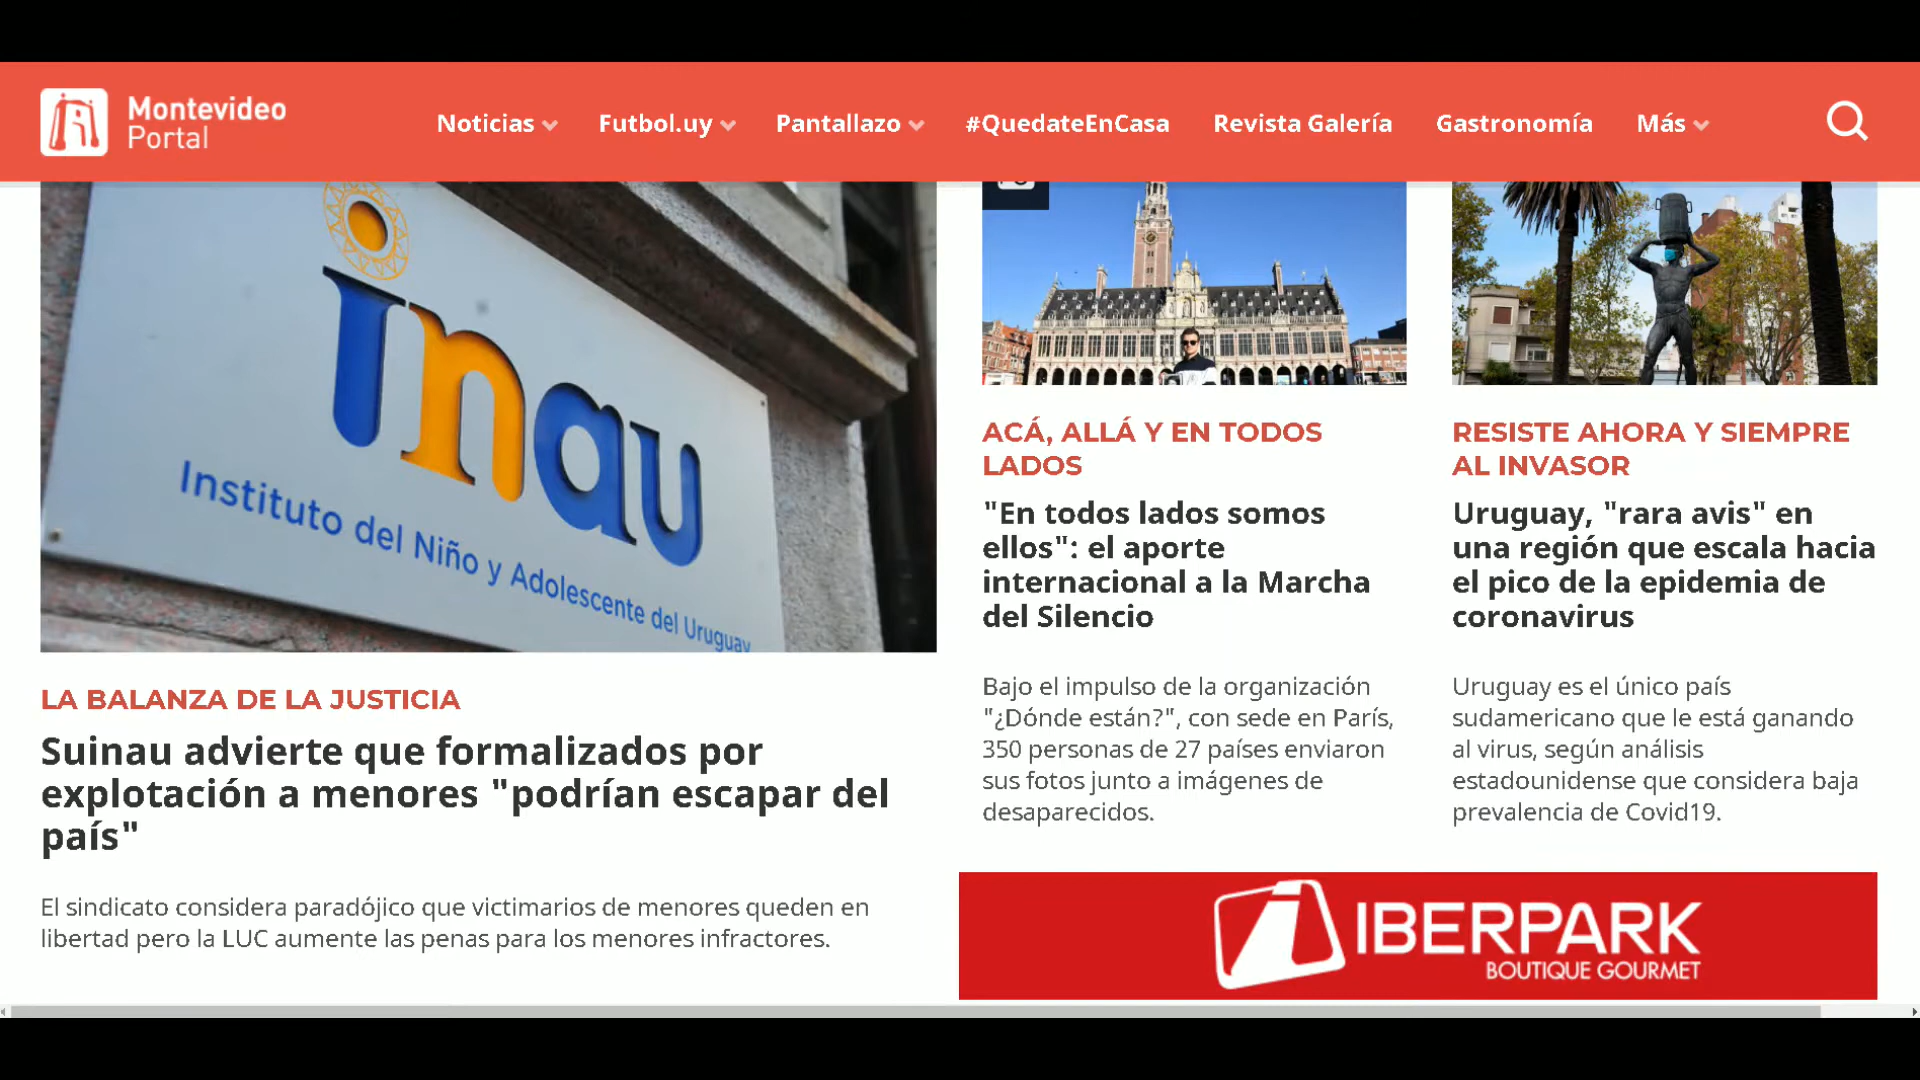 Montevideo
Portal
Noticias
Futbol.uy
Pantallazo
#QuedateEnCasa
Revista Galería
Gastronomía
Más
inau
Instituto del Niño y Adolescente del Uruguay
LA BALANZA DE LA JUSTICIA
Suinau advierte que formalizados por
explotación a menores "podrían escapar del
país"
El sindicato considera paradójico que victimarios de menores queden en
libertad pero la LUC aumente las penas para los menores infractores.
ACÁ, ALLÁ Y EN TODOS
LADOS
"En todos lados somos
ellos": el aporte
internacional a la Marcha
del Silencio
Bajo el impulso de la organización
"¿Dónde están?", con sede en París,
350 personas de 27 países enviaron
sus fotos junto a imágenes de
desaparecidos.
RESISTE AHORA Y SIEMPRE
AL INVASOR
Uruguay, "rara avis" en
una región que escala hacia
el pico de la epidemia de
coronavirus
Uruguay es el único país
sudamericano que le está ganando
al virus, según análisis
estadounidense que considera baja
prevalencia de Covid19.
IBERPARK
BOUTIQUE GOURMET